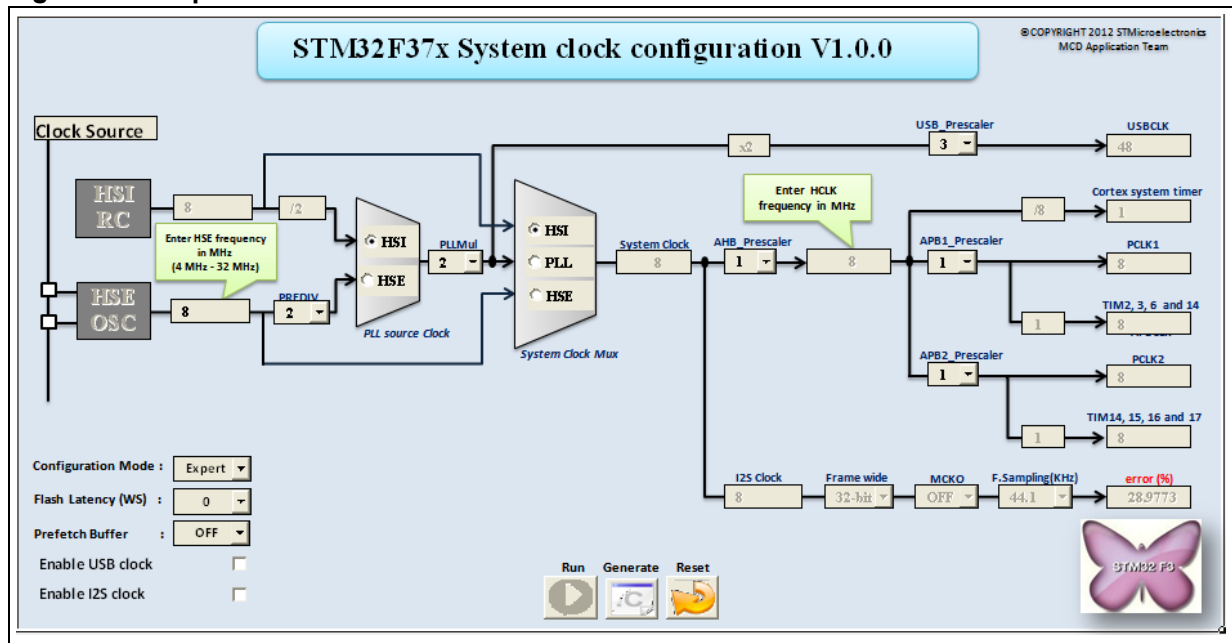 STM32F37x System clock configuration V1.0.0
©COPYRIGHT 2012 STMicroelectronics
MCD Application Team
Clock Source
USB_Prescaler
USBCLK
x2
3
48
HSI
RC
8
/2
Enter HCLK
frequency in MHz
Cortex system timer
/8
1
Enter HSE frequency
in MHz
(4 MHz - 32 MHz)
HSI
HSE
PLLMul
2
HSI
PLL
HSE
System Clock
8
AHB_Prescaler
1
8
APB1_Prescaler
1
PCLK1
8
HSE
OSC
8
PREDIV
2
PLL source Clock
System Clock Mux
TIM2, 3, 6 and 14
1
8
APB2_Prescaler
1
PCLK2
8
TIM14, 15, 16 and 17
1
8
Configuration Mode :
Expert
Flash Latency (WS) :
0
Prefetch Buffer :
OFF
Enable USB clock
Enable I2S clock
I2S Clock
8
Frame wide
32-bit
MCKO
OFF
F.Sampling(KHz)
44.1
error (%)
28.9773
Run
Generate
Reset
STM32 F3